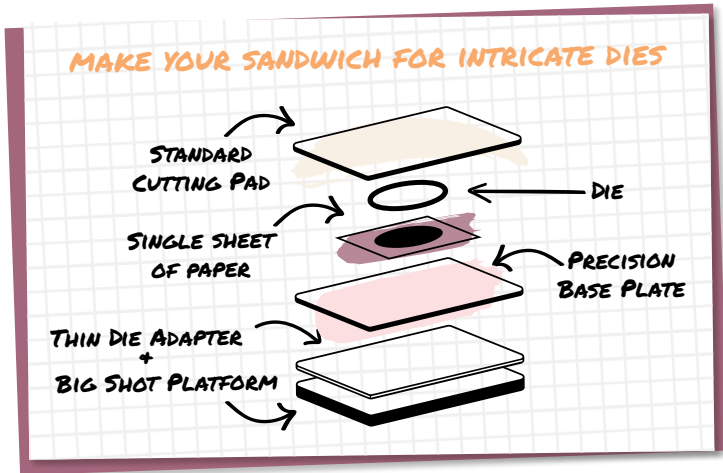 MAKE YOUR SANDWICH FOR INTRICATE DIES
STANDARD
CUTTING PAD
DIE
SINGLE SHEET
OF PAPER
PRECISION
BASE PLATE
THIN DIE ADAPTER
+
BIG SHOT PLATFORM